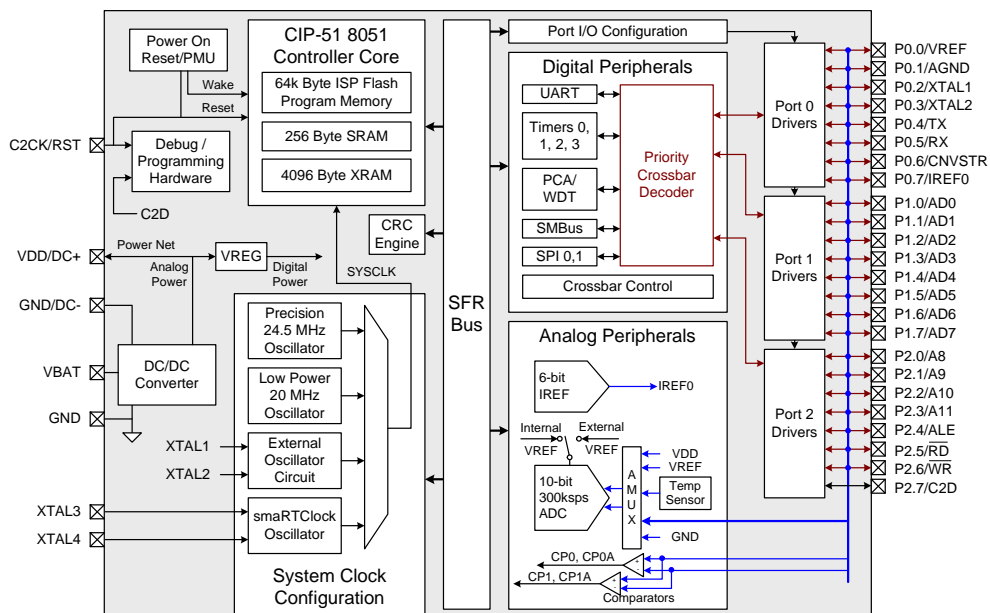 Power On
Reset/PMU
Wake
Reset
C2CK/RST
Debug /
Programming
Hardware
C2D
CIP-51 8051
Controller Core
64k Byte ISP Flash
Program Memory
256 Byte SRAM
4096 Byte XRAM
CRC
Engine
SYSCLK
VDD/DC+
Power Net
Analog
Power
VREG
Digital
Power
GND/DC-
VBAT
GND
DC/DC
Converter
XTAL1
XTAL2
XTAL3
XTAL4
Precision
24.5 MHz
Oscillator
Low Power
20 MHz
Oscillator
External
Oscillator
Circuit
smaRTClock
Oscillator
System Clock
Configuration
SFR
Bus
Port I/O Configuration
Digital Peripherals
UART
Timers 0,
1, 2, 3
PCA/
WDT
SMBus
SPI 0,1
Priority
Crossbar
Decoder
Crossbar Control
Analog Peripherals
6-bit
IREF
IREF0
Internal
VREF
External
VREF
10-bit
300ksps
ADC
A
M
U
X
VDD
VREF
Temp
Sensor
GND
CP0, CP0A
CP1, CP1A
+
-
+
-
Comparators
Port 0
Drivers
Port 1
Drivers
Port 2
Drivers
P0.0/VREF
P0.1/AGND
P0.2/XTAL1
P0.3/XTAL2
P0.4/TX
P0.5/RX
P0.6/CNVSTR
P0.7/IREF0
P1.0/AD0
P1.1/AD1
P1.2/AD2
P1.3/AD3
P1.4/AD4
P1.5/AD5
P1.6/AD6
P1.7/AD7
P2.0/A8
P2.1/A9
P2.2/A10
P2.3/A11
P2.4/ALE
P2.5/R̅D̅
P2.6/W̅R̅
P2.7/C2D